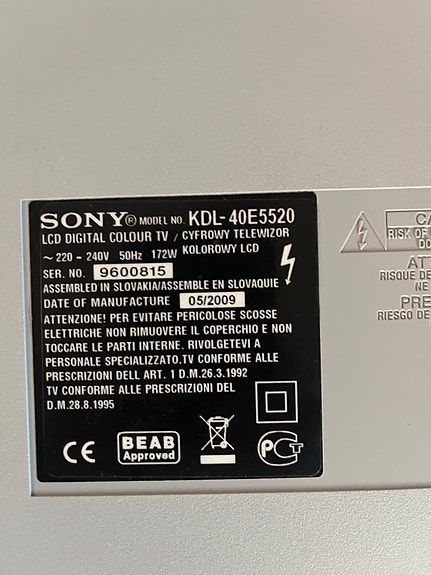 SONY® MODEL NO. KDL-40E5520
LCD DIGITAL COLOUR TV / CYFROWY TELEWIZOR
~ 220 - 240V 50Hz 172W KOLOROWY LCD
SER. NO. 9600815
ASSEMBLED IN SLOVAKIA/ASSEMBLE EN SLOVAQUIE
DATE OF MANUFACTURE 05/2009
ATTENZIONE! PER EVITARE PERICOLOSE SCOSSE
ELETTRICHE NON RIMUOVERE IL COPERCHIO E NON
TOCCARE LE PARTI INTERNE. RIVOLGETEVI A
PERSONALE SPECIALIZZATO.TV CONFORME ALLE
PRESCRIZIONI DELL ART. 1 D.M.26.3.1992
TV CONFORME ALLE PRESCRIZIONI DEL
D.M.28.8.1995
CE
BEAB
Approved
PCT
CA
RISK OF
DO
ATT
RISQUE DE
NE
PRE
RIESGO DE